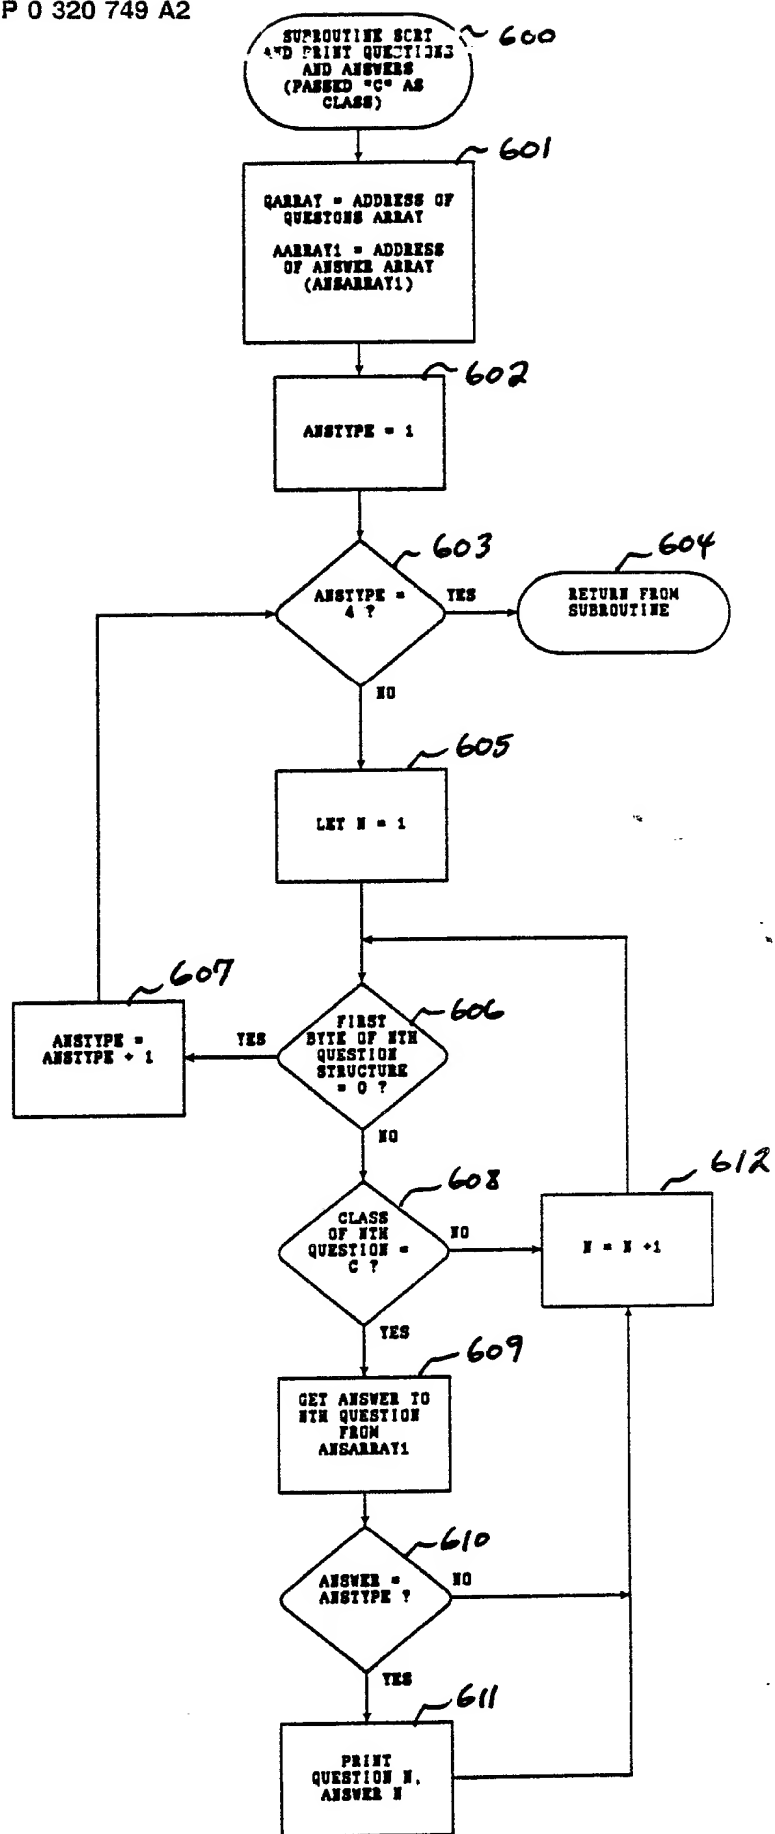 P 0 320 749 A2
SUPROUTINE SCRT
AND PRINT QUESTIONS
AND ANSWERS
(PASSED "C" AS
CLASS)
600
601
QARRAY = ADDRESS OF
QUESTONS ARRAY
AARRAY1 = ADDRESS
OF ANSWER ARRAY
(ANSARRAY1)
602
ANSTYPE = 1
603
ANSTYPE =
4 ?
YES
604
RETURN FROM
SUBROUTINE
NO
605
LET N = 1
607
ANSTYPE =
ANSTYPE + 1
YES
606
FIRST
BYTE OF NTH
QUESTION
STRUCTURE
= 0 ?
NO
608
CLASS
OF NTH
QUESTION =
C ?
NO
612
N = N +1
YES
609
GET ANSWER TO
NTH QUESTION
FROM
ANSARRAY1
610
ANSWER =
ANSTYPE ?
NO
YES
611
PRINT
QUESTION N,
ANSWER N